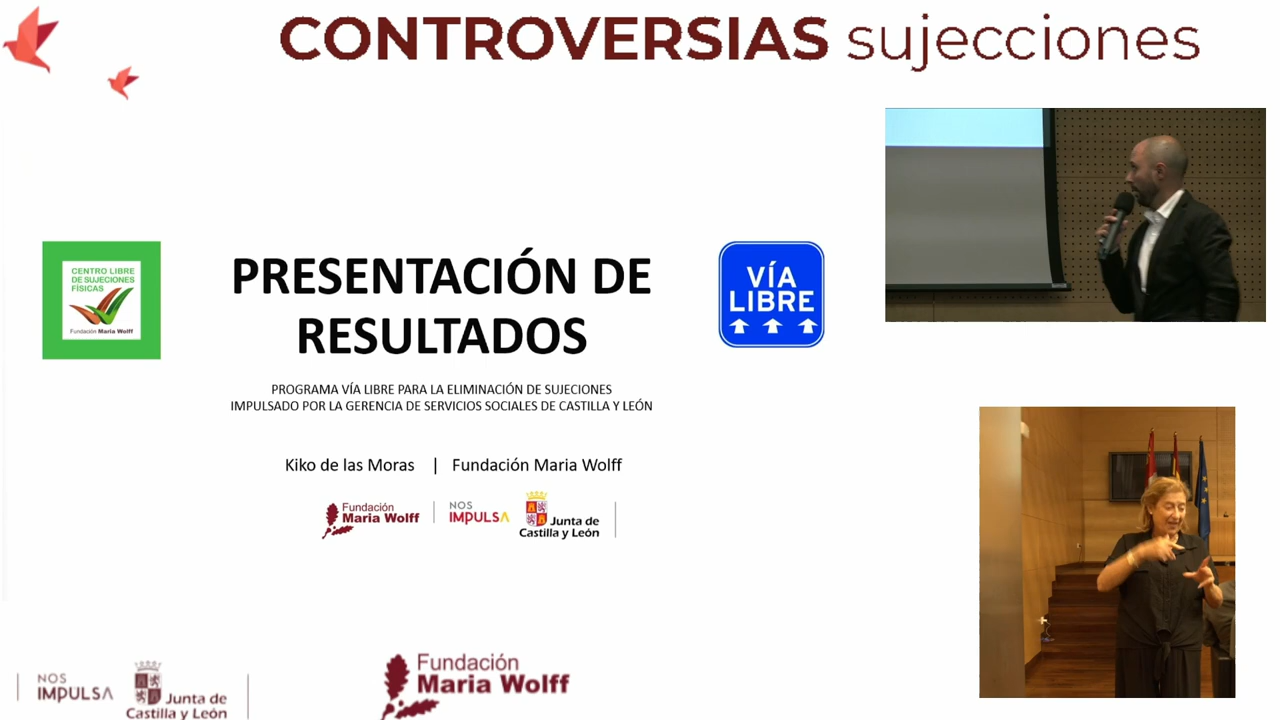 CONTROVERSIAS sujecciones
CENTRO LIBRE
DE SUJECIONES
FÍSICAS
Fundación Maria Wolff
PRESENTACIÓN DE
RESULTADOS
VÍA
LIBRE
PROGRAMA VÍA LIBRE PARA LA ELIMINACIÓN DE SUJECIONES
IMPULSADO POR LA GERENCIA DE SERVICIOS SOCIALES DE CASTILLA Y LEÓN
Kiko de las Moras | Fundación Maria Wolff
Fundación
Maria Wolff
NOS
IMPULSA
Junta de
Castilla y León
NOS
IMPULSA
Junta de
Castilla y León
Fundación
Maria Wolff